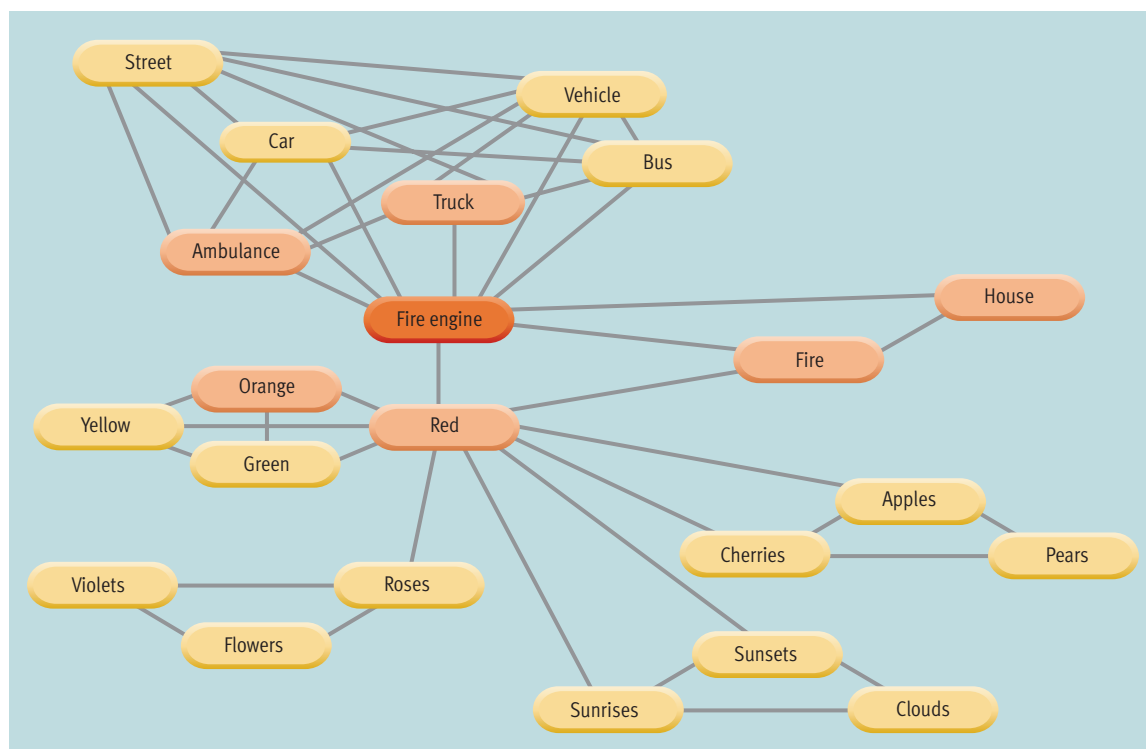 Street
Vehicle
Car
Bus
Truck
Ambulance
House
Fire engine
Fire
Orange
Yellow
Red
Green
Apples
Cherries
Pears
Violets
Roses
Flowers
Sunsets
Sunrises
Clouds